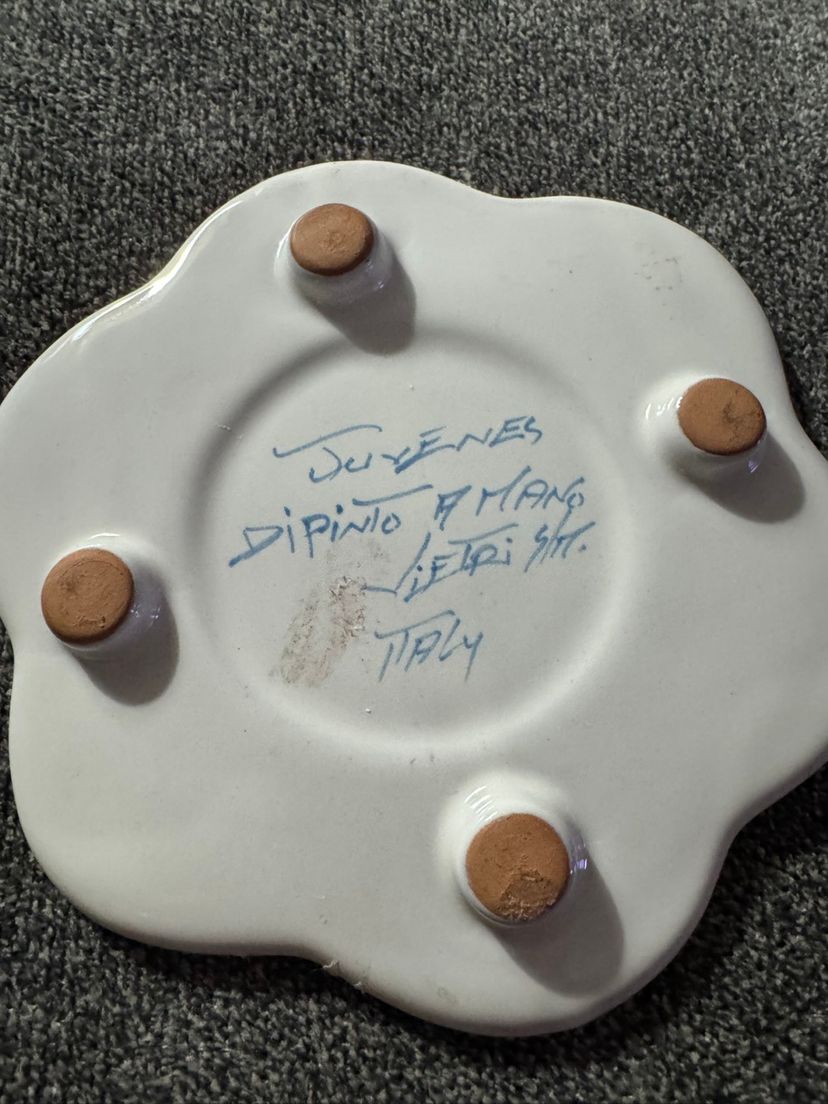 JUVENES
DIPINTO A MANO
VIETRI S/M.
ITALY